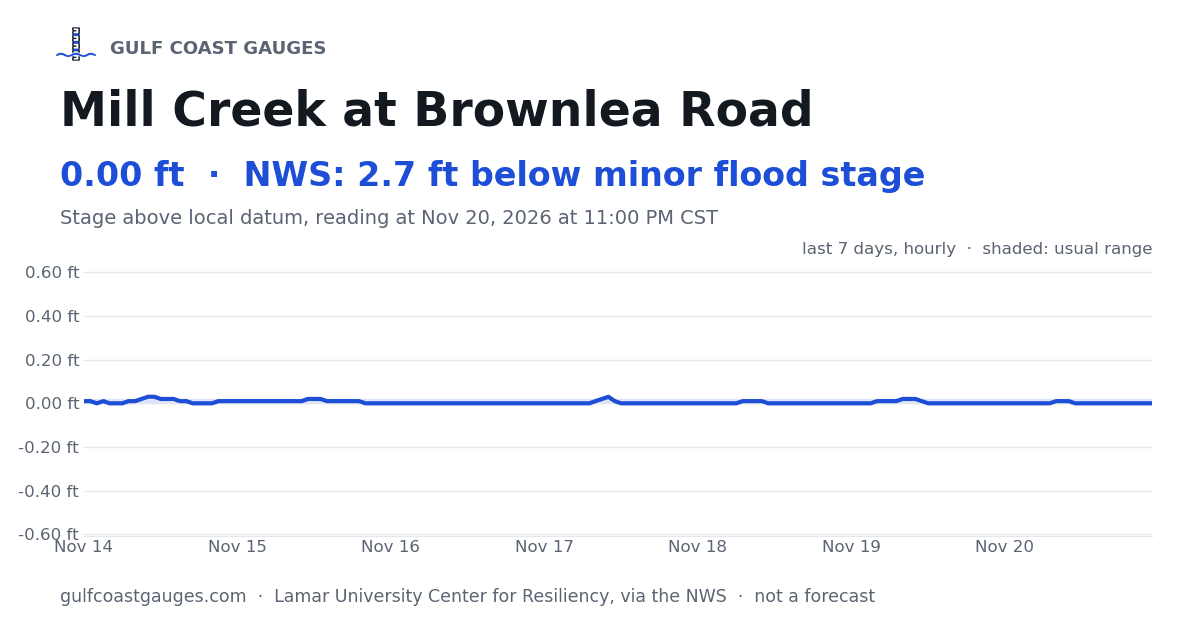 GULF COAST GAUGES
Mill Creek at Brownlea Road
0.00 ft · NWS: 2.7 ft below minor flood stage
Stage above local datum, reading at Nov 20, 2026 at 11:00 PM CST
last 7 days, hourly · shaded: usual range
0.60 ft
0.40 ft
0.20 ft
0.00 ft
-0.20 ft
-0.40 ft
-0.60 ft
Nov 14 Nov 15 Nov 16 Nov 17 Nov 18 Nov 19 Nov 20
gulfcoastgauges.com · Lamar University Center for Resiliency, via the NWS · not a forecast